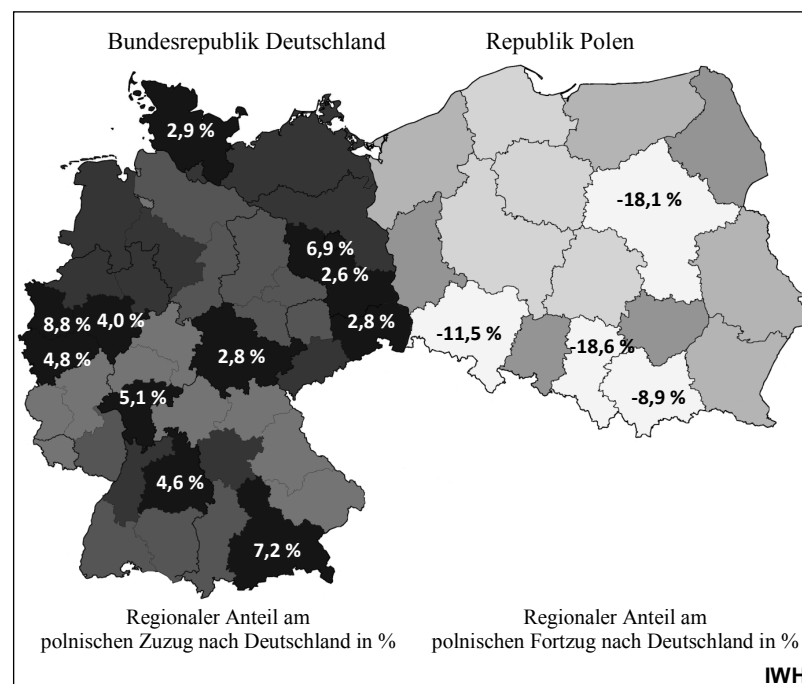 Bundesrepublik Deutschland
Republik Polen
2,9 %
-18,1 %
6,9 %
2,6 %
8,8 %
4,0 %
2,8 %
-11,5 %
4,8 %
2,8 %
-18,6 %
5,1 %
-8,9 %
4,6 %
7,2 %
Regionaler Anteil am
polnischen Zuzug nach Deutschland in %
Regionaler Anteil am
polnischen Fortzug nach Deutschland in %
IWH